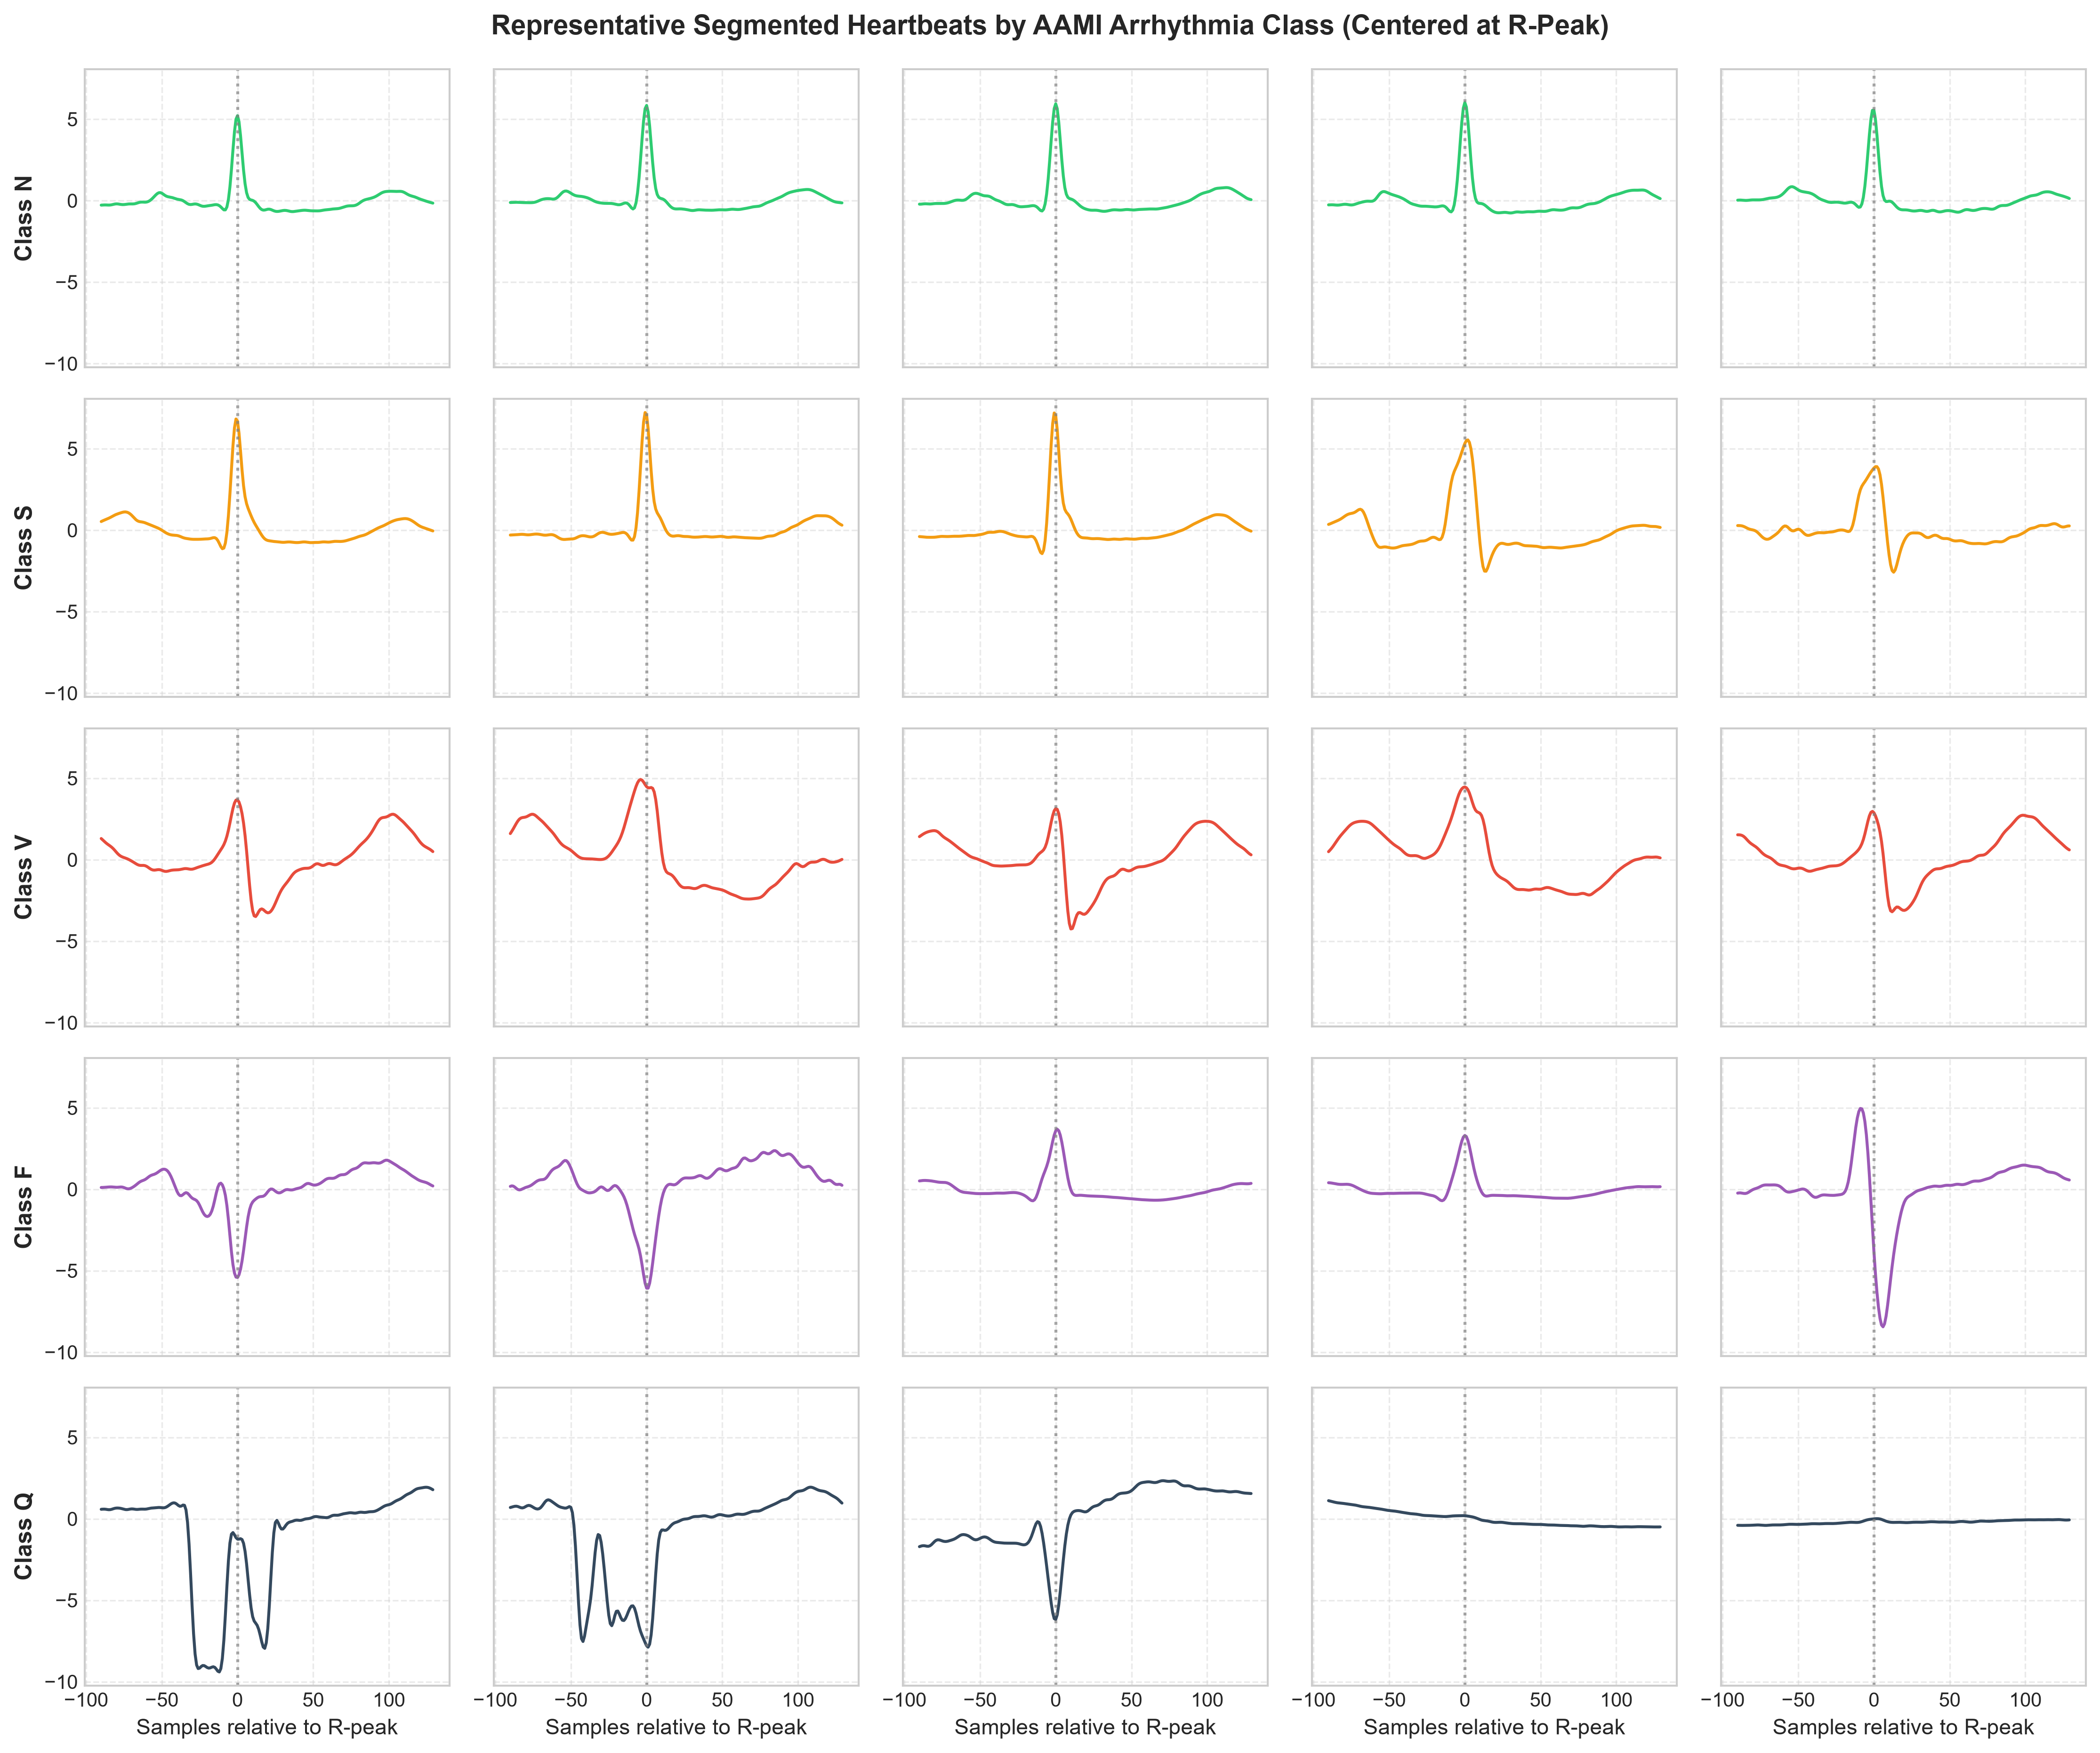 Representative Segmented Heartbeats by AAMI Arrhythmia Class (Centered at R-Peak)
Class N
5
0
−5
−10
Class S
5
0
−5
−10
Class V
5
0
−5
−10
Class F
5
0
−5
−10
Class Q
5
0
−5
−10
−100 −50 0 50 100 −100 −50 0 50 100 −100 −50 0 50 100 −100 −50 0 50 100 −100 −50 0 50 100
Samples relative to R-peak Samples relative to R-peak Samples relative to R-peak Samples relative to R-peak Samples relative to R-peak